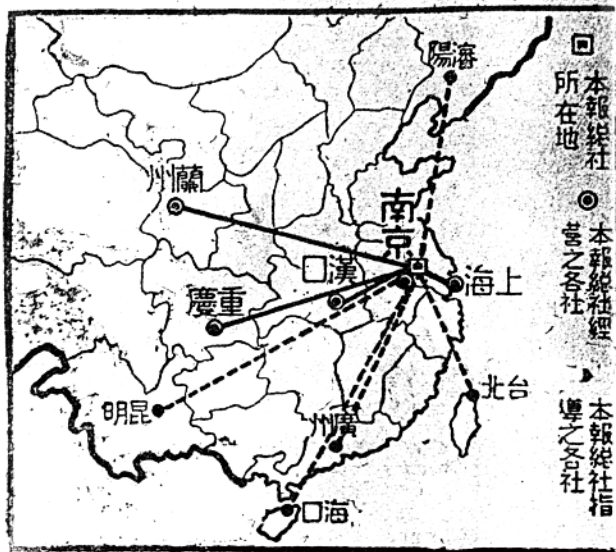 本報總社
所在地
本報總社經
營之各社
本報總社指
導之各社
瀋陽
蘭州
南京
漢口
上海
重慶
台北
昆明
廣州
海口